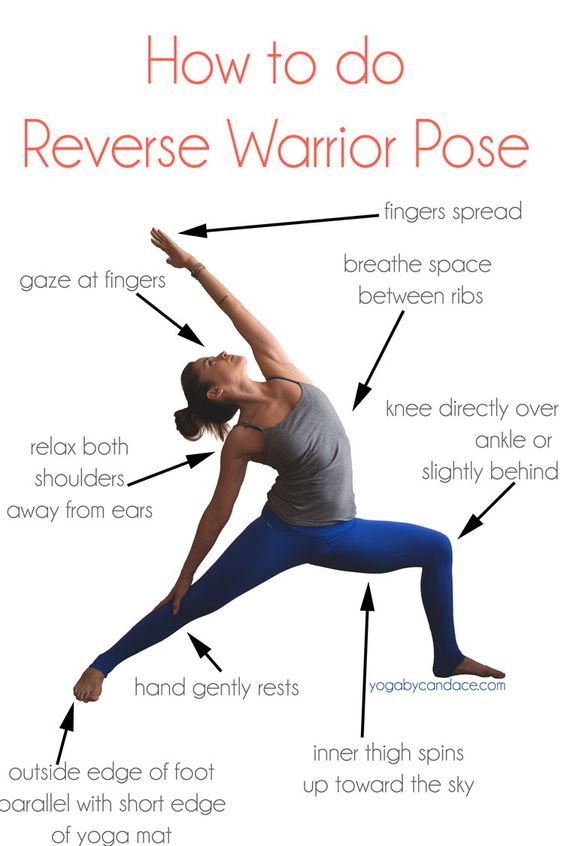 How to do
Reverse Warrior Pose
fingers spread
breathe space
between ribs
gaze at fingers
knee directly over
ankle or
slightly behind
relax both
shoulders
away from ears
hand gently rests
yogabycandace.com
inner thigh spins
up toward the sky
outside edge of foot
parallel with short edge
of yoga mat